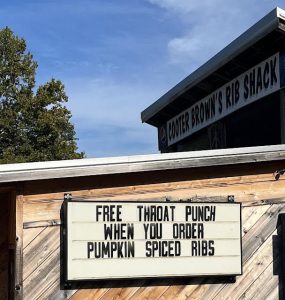 COOTER BROWN'S RIB SHACK
FREE THROAT PUNCH
WHEN YOU ORDER
PUMPKIN SPICED RIBS